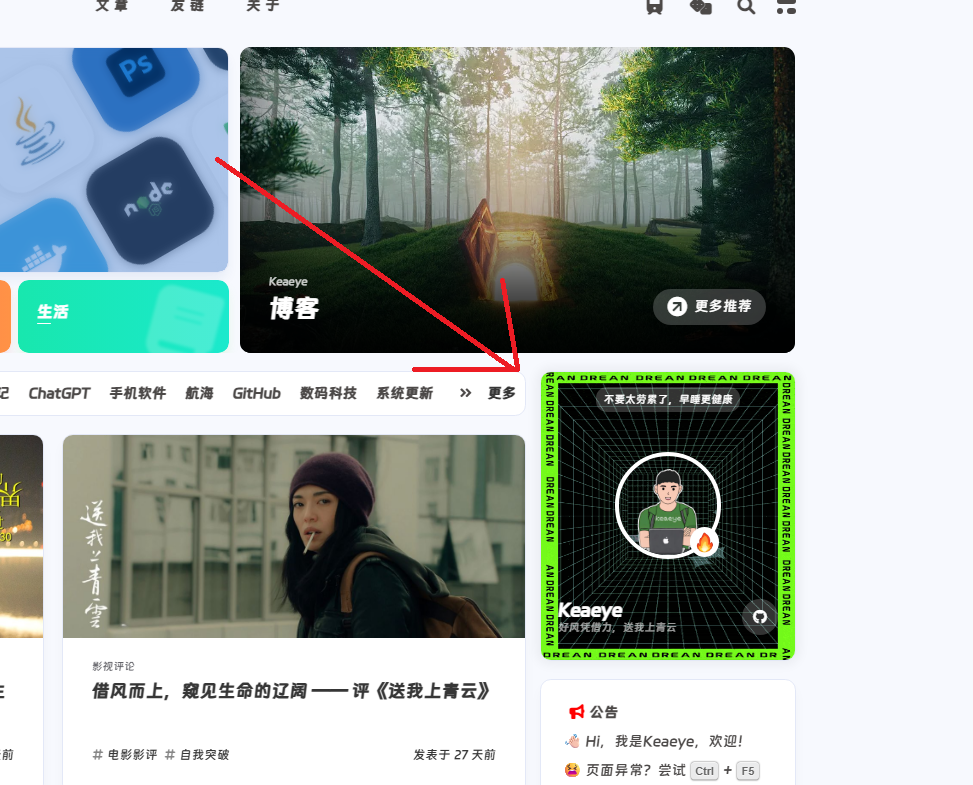 文章 友链 关于
Ps
node
生活
Keaeye
博客
更多推荐
记 ChatGPT 手机软件 航海 GitHub 数码科技 系统更新 更多
AN DREAN DREAN DREAN DREAN
不要太劳累了，早睡更健康
KEAEYE
Keaeye
好风凭借力，送我上青云
送我上青云
30
影视评论
借风而上，窥见生命的辽阔 —— 评《送我上青云》
# 电影影评 # 自我突破
发表于 27 天前
前
公告
Hi，我是Keaeye，欢迎！
页面异常？尝试 Ctrl + F5